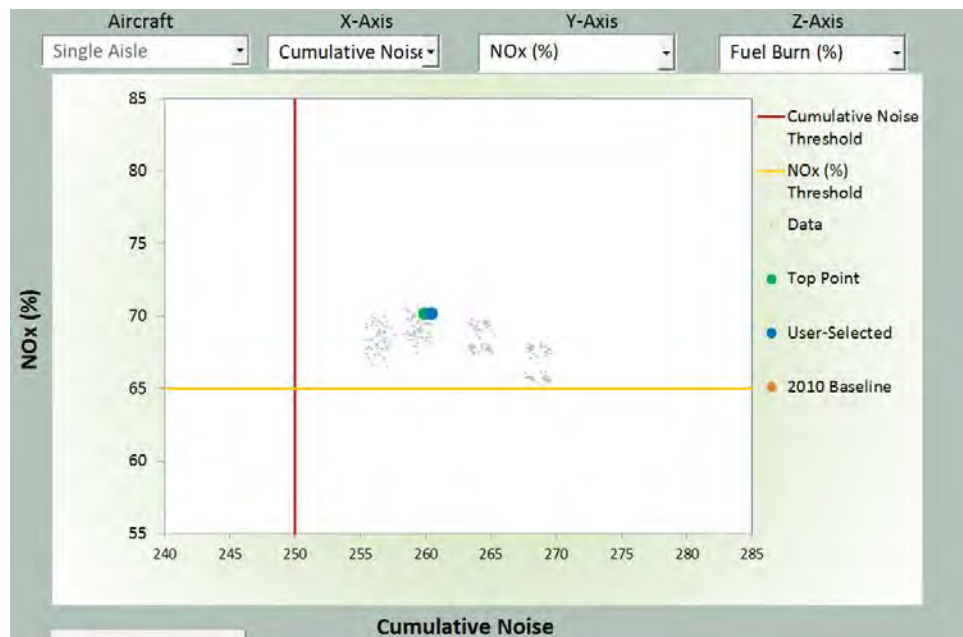 Aircraft X-Axis Y-Axis Z-Axis
Single Aisle Cumulative Noise NOx (%) Fuel Burn (%)
85
80
75
70
65
60
55
240 245 250 255 260 265 270 275 280 285
NOx (%)
Cumulative Noise
Cumulative Noise
Threshold
NOx (%)
Threshold
Data
Top Point
User-Selected
2010 Baseline